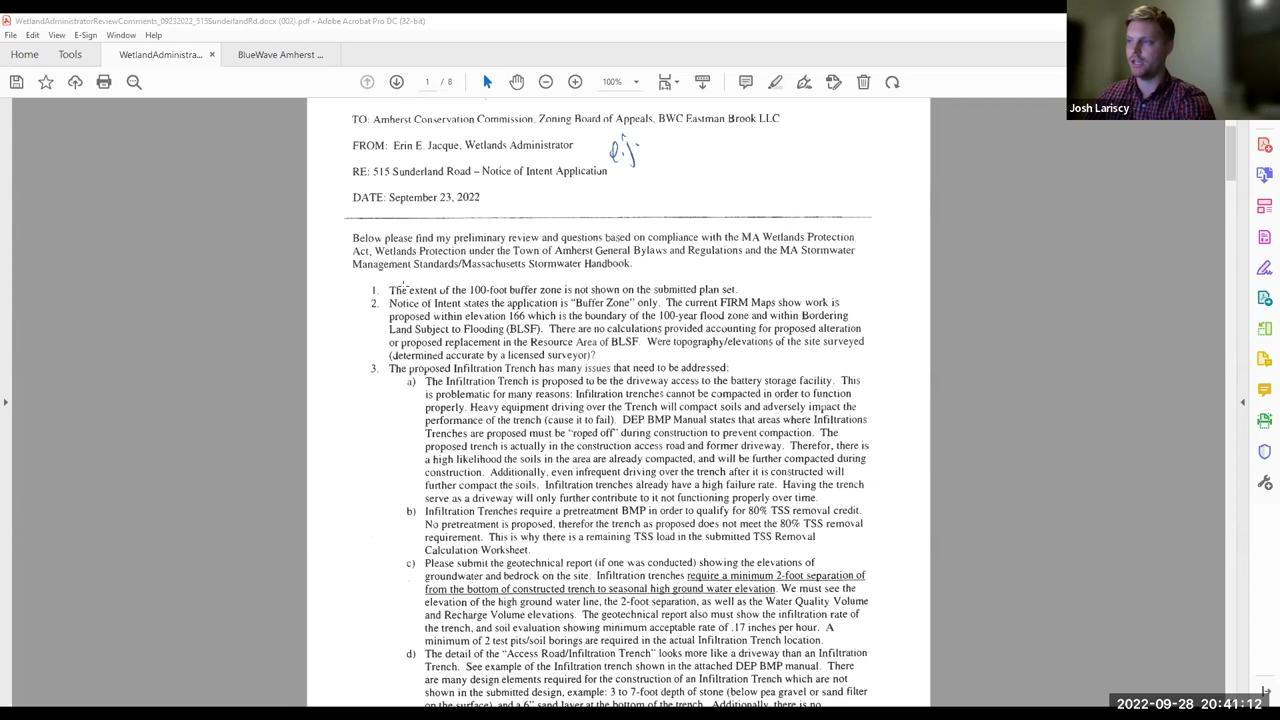 WetlandAdministratorReviewComments_09232022_515SunderlandRd.docx (002).pdf - Adobe Acrobat Pro DC (32-bit)
File Edit View E-Sign Window Help
Home Tools WetlandAdministra... × BlueWave Amherst ...
1 / 8 100%
Josh Lariscy
TO: Amherst Conservation Commission, Zoning Board of Appeals, BWC Eastman Brook LLC
FROM: Erin E. Jacque, Wetlands Administrator
e.j.
RE: 515 Sunderland Road – Notice of Intent Application
DATE: September 23, 2022
Below please find my preliminary review and questions based on compliance with the MA Wetlands Protection
Act, Wetlands Protection under the Town of Amherst General Bylaws and Regulations and the MA Stormwater
Management Standards/Massachusetts Stormwater Handbook.
1. The extent of the 100-foot buffer zone is not shown on the submitted plan set.
2. Notice of Intent states the application is “Buffer Zone” only. The current FIRM Maps show work is
proposed within elevation 166 which is the boundary of the 100-year flood zone and within Bordering
Land Subject to Flooding (BLSF). There are no calculations provided accounting for proposed alteration
or proposed replacement in the Resource Area of BLSF. Were topography/elevations of the site surveyed
(determined accurate by a licensed surveyor)?
3. The proposed Infiltration Trench has many issues that need to be addressed:
a) The Infiltration Trench is proposed to be the driveway access to the battery storage facility. This
is problematic for many reasons: Infiltration trenches cannot be compacted in order to function
properly. Heavy equipment driving over the Trench will compact soils and adversely impact the
performance of the trench (cause it to fail). DEP BMP Manual states that areas where Infiltrations
Trenches are proposed must be “roped off” during construction to prevent compaction. The
proposed trench is actually in the construction access road and former driveway. Therefor, there is
a high likelihood the soils in the area are already compacted, and will be further compacted during
construction. Additionally, even infrequent driving over the trench after it is constructed will
further compact the soils. Infiltration trenches already have a high failure rate. Having the trench
serve as a driveway will only further contribute to it not functioning properly over time.
b) Infiltration Trenches require a pretreatment BMP in order to qualify for 80% TSS removal credit.
No pretreatment is proposed, therefor the trench as proposed does not meet the 80% TSS removal
requirement. This is why there is a remaining TSS load in the submitted TSS Removal
Calculation Worksheet.
c) Please submit the geotechnical report (if one was conducted) showing the elevations of
groundwater and bedrock on the site. Infiltration trenches require a minimum 2-foot separation of
from the bottom of constructed trench to seasonal high ground water elevation. We must see the
elevation of the high ground water line, the 2-foot separation, as well as the Water Quality Volume
and Recharge Volume elevations. The geotechnical report also must show the infiltration rate of
the trench, and soil evaluation showing minimum acceptable rate of .17 inches per hour. A
minimum of 2 test pits/soil borings are required in the actual Infiltration Trench location.
d) The detail of the “Access Road/Infiltration Trench” looks more like a driveway than an Infiltration
Trench. See example of the Infiltration trench shown in the attached DEP BMP manual. There
are many design elements required for the construction of an Infiltration Trench which are not
shown in the submitted design, example: 3 to 7-foot depth of stone (below pea gravel or sand filter
on the surface), and a 6” sand layer at the bottom of the trench. Additionally, there is no
2022-09-28 20:41:12